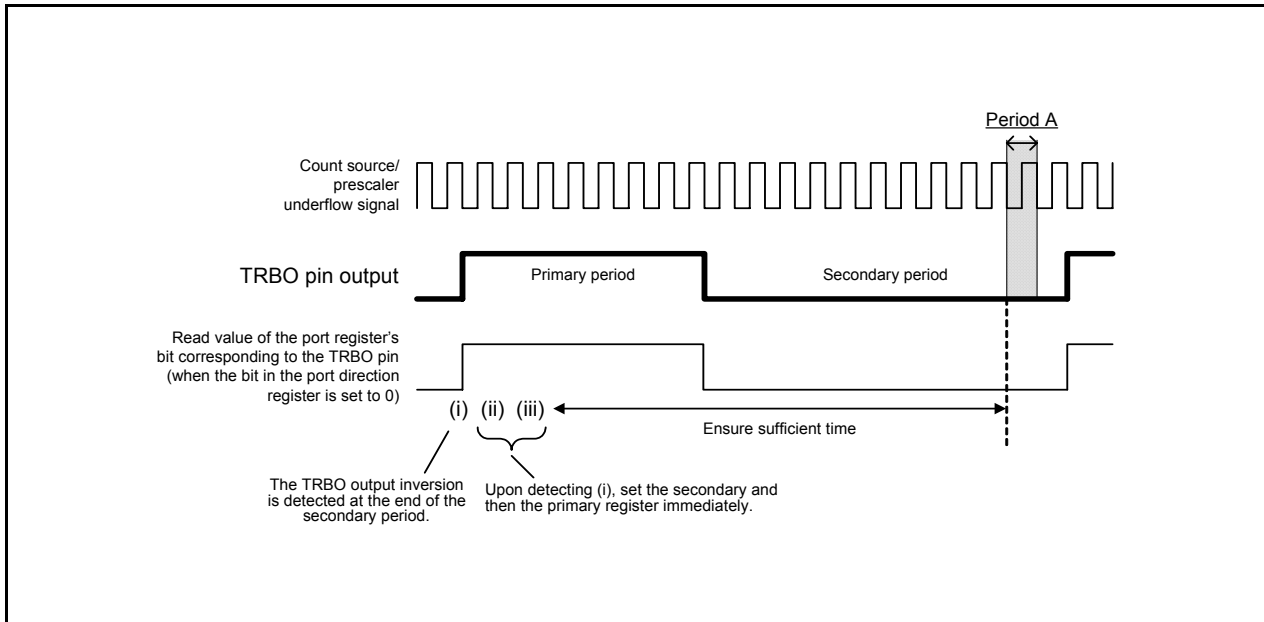 Period A
Count source/
prescaler
underflow signal
TRBO pin output
Primary period
Secondary period
Read value of the port register's
bit corresponding to the TRBO pin
(when the bit in the port direction
register is set to 0)
(i) (ii) (iii)
Ensure sufficient time
The TRBO output inversion
is detected at the end of the
secondary period.
Upon detecting (i), set the secondary and
then the primary register immediately.